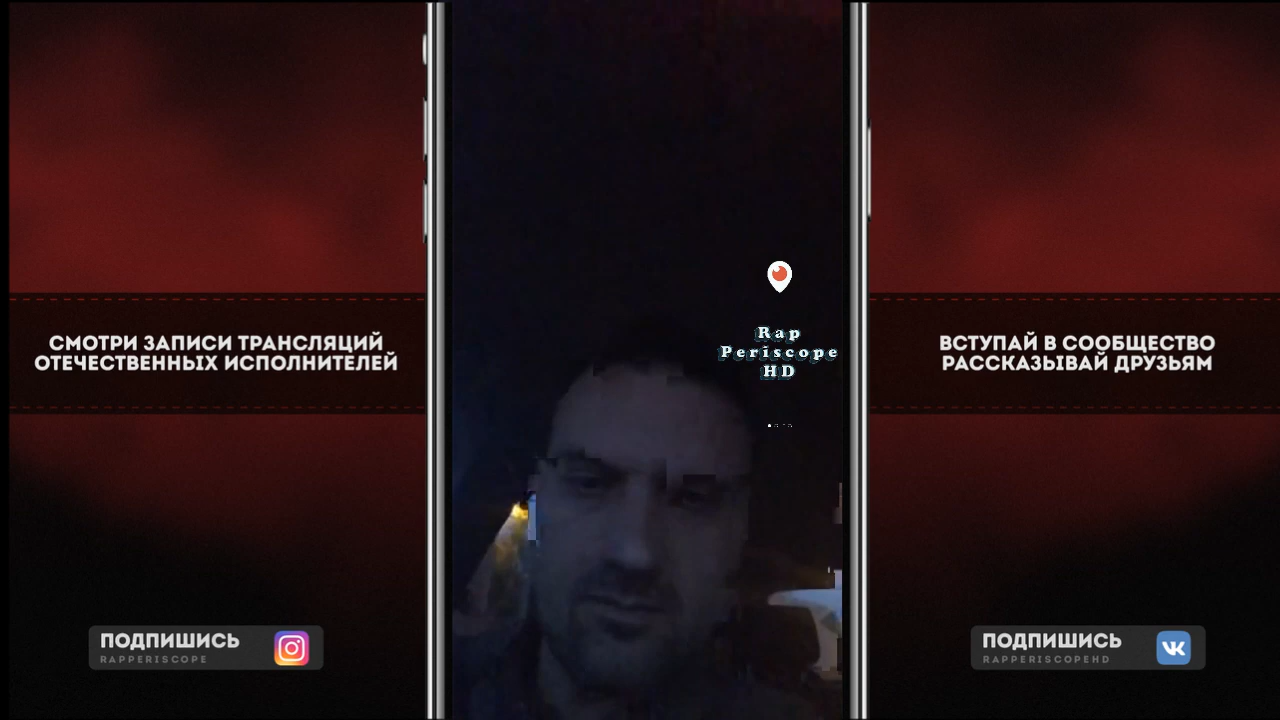 СМОТРИ ЗАПИСИ ТРАНСЛЯЦИЙ
ОТЕЧЕСТВЕННЫХ ИСПОЛНИТЕЛЕЙ
ПОДПИШИСЬ
RAPPERISCOPE
Rap
Periscope
HD
ВСТУПАЙ В СООБЩЕСТВО
РАССКАЗЫВАЙ ДРУЗЬЯМ
ПОДПИШИСЬ
RAPPERISCOPEHD